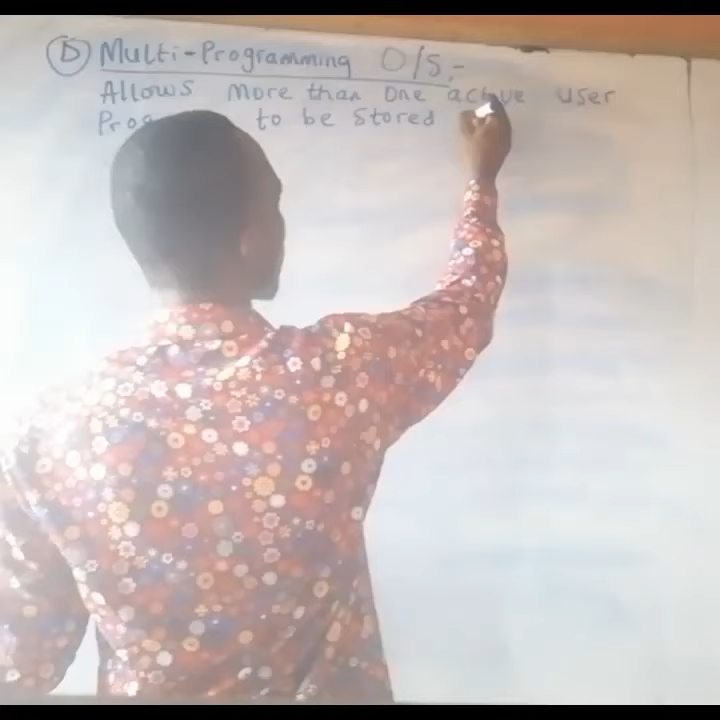 (D) Multi-Programming O/S:-
Allows More than One active user
Prog to be Stored